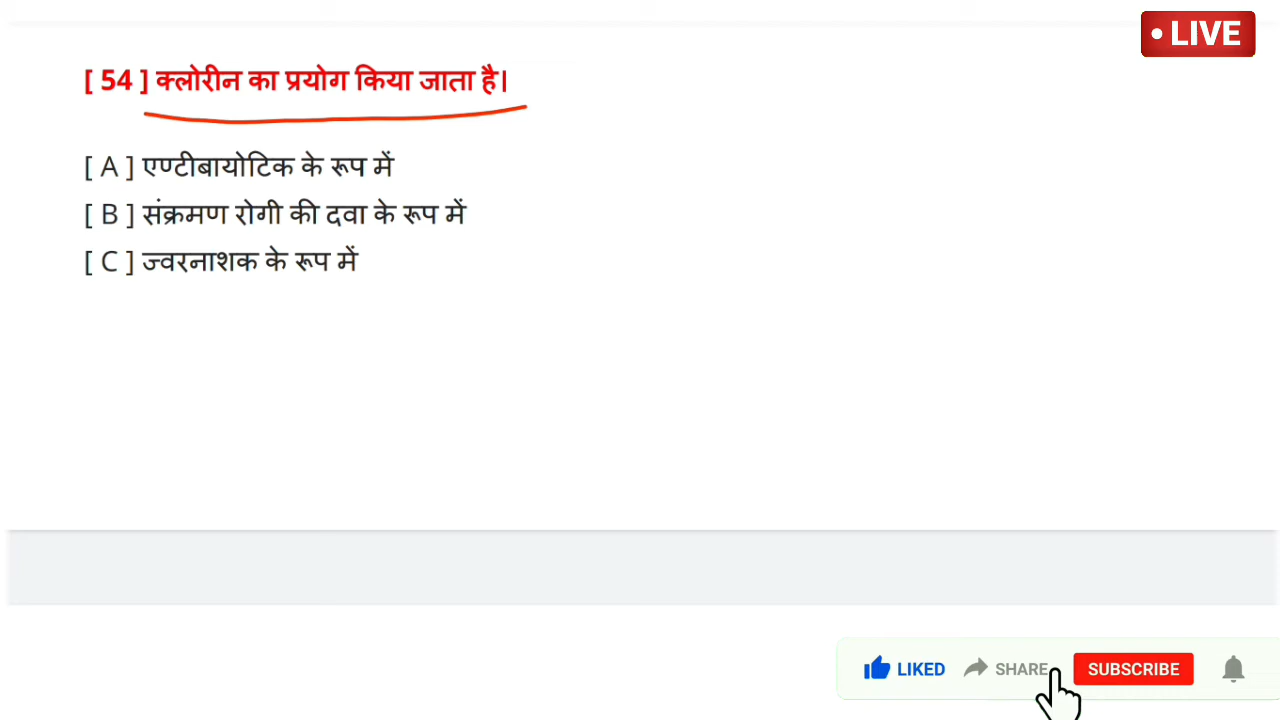 • LIVE
[ 54 ] क्लोरीन का प्रयोग किया जाता है।
[ A ] एण्टीबायोटिक के रूप में
[ B ] संक्रमण रोगी की दवा के रूप में
[ C ] ज्वरनाशक के रूप में
LIKED SHARE SUBSCRIBE